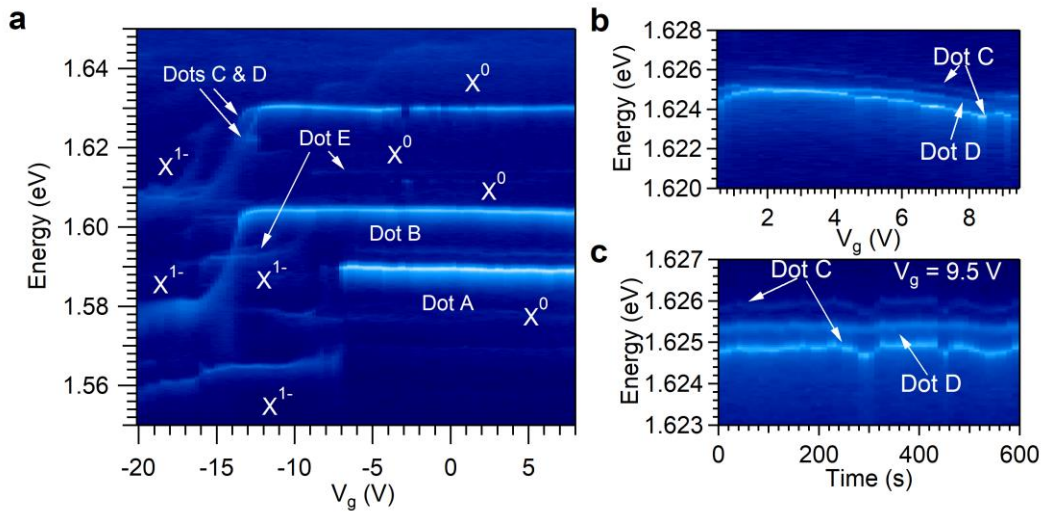 a
1.64
1.62
1.60
1.58
1.56
Energy (eV)
Dots C & D
X0
Dot E
X1-
X0
X0
Dot B
X1-
X1-
Dot A
X0
X1-
-20
-15
-10
-5
0
5
Vg (V)
b
1.628
1.626
1.624
1.622
1.620
Energy (eV)
Dot C
Dot D
2
4
6
8
Vg (V)
c
1.627
1.626
1.625
1.624
1.623
Energy (eV)
Dot C
Vg = 9.5 V
Dot D
0
200
400
600
Time (s)